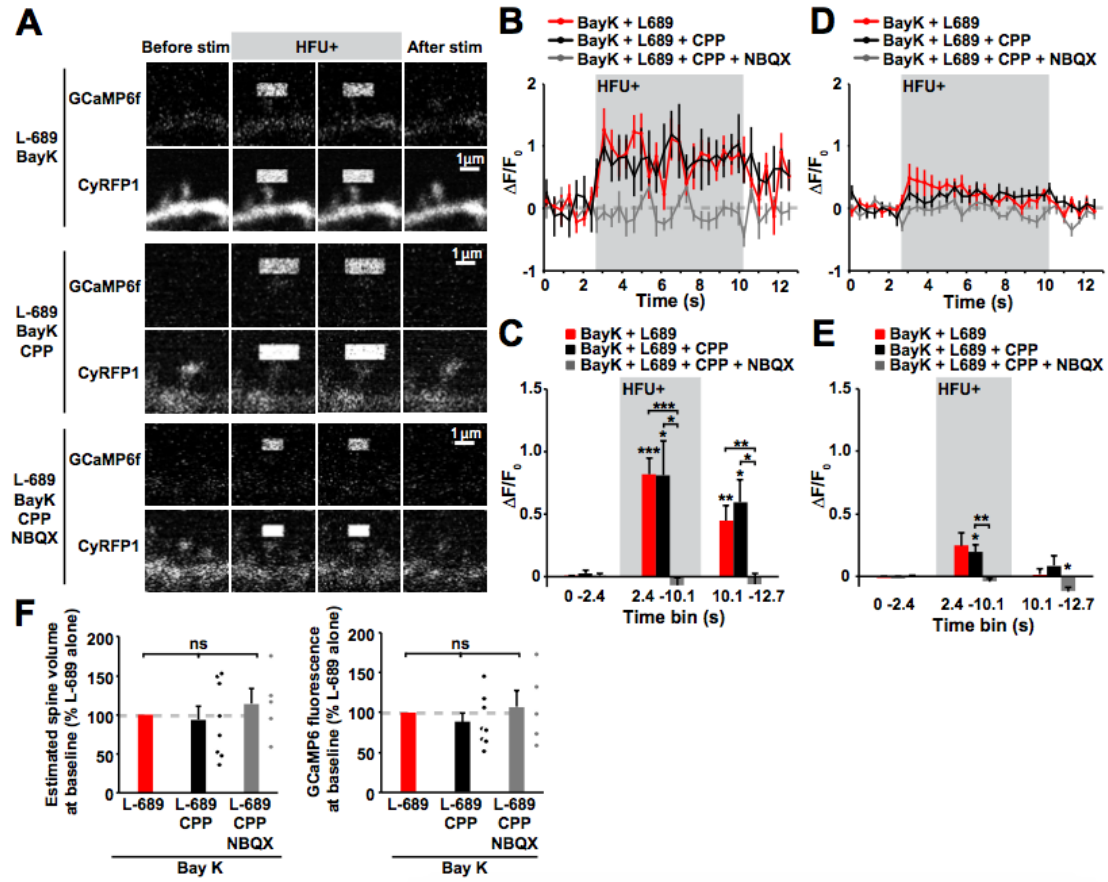 A
Before stim
HFU+
After stim
L-689
BayK
GCaMP6f
CyRFP1
1µm
L-689
BayK
CPP
GCaMP6f
1µm
CyRFP1
L-689
BayK
CPP
NBQX
GCaMP6f
1µm
CyRFP1
B
BayK + L689
BayK + L689 + CPP
BayK + L689 + CPP + NBQX
HFU+
2
1
0
-1
ΔF/F0
0 2 4 6 8 10 12
Time (s)
D
BayK + L689
BayK + L689 + CPP
BayK + L689 + CPP + NBQX
HFU+
2
1
0
-1
ΔF/F0
0 2 4 6 8 10 12
Time (s)
C
BayK + L689
BayK + L689 + CPP
BayK + L689 + CPP + NBQX
HFU+
1.5
1.0
0.5
0
ΔF/F0
***
*
*** *
**
*
** *
0 -2.4 2.4 -10.1 10.1 -12.7
Time bin (s)
E
BayK + L689
BayK + L689 + CPP
BayK + L689 + CPP + NBQX
HFU+
1.5
1.0
0.5
0
ΔF/F0
**
*
*
0 -2.4 2.4 -10.1 10.1 -12.7
Time bin (s)
F
Estimated spine volume
at baseline (% L-689 alone)
200
150
100
50
0
ns
L-689 L-689 L-689
CPP CPP
NBQX
Bay K
GCaMP6 fluorescence
at baseline (% L-689 alone)
200
150
100
50
0
ns
L-689 L-689 L-689
CPP CPP
NBQX
Bay K